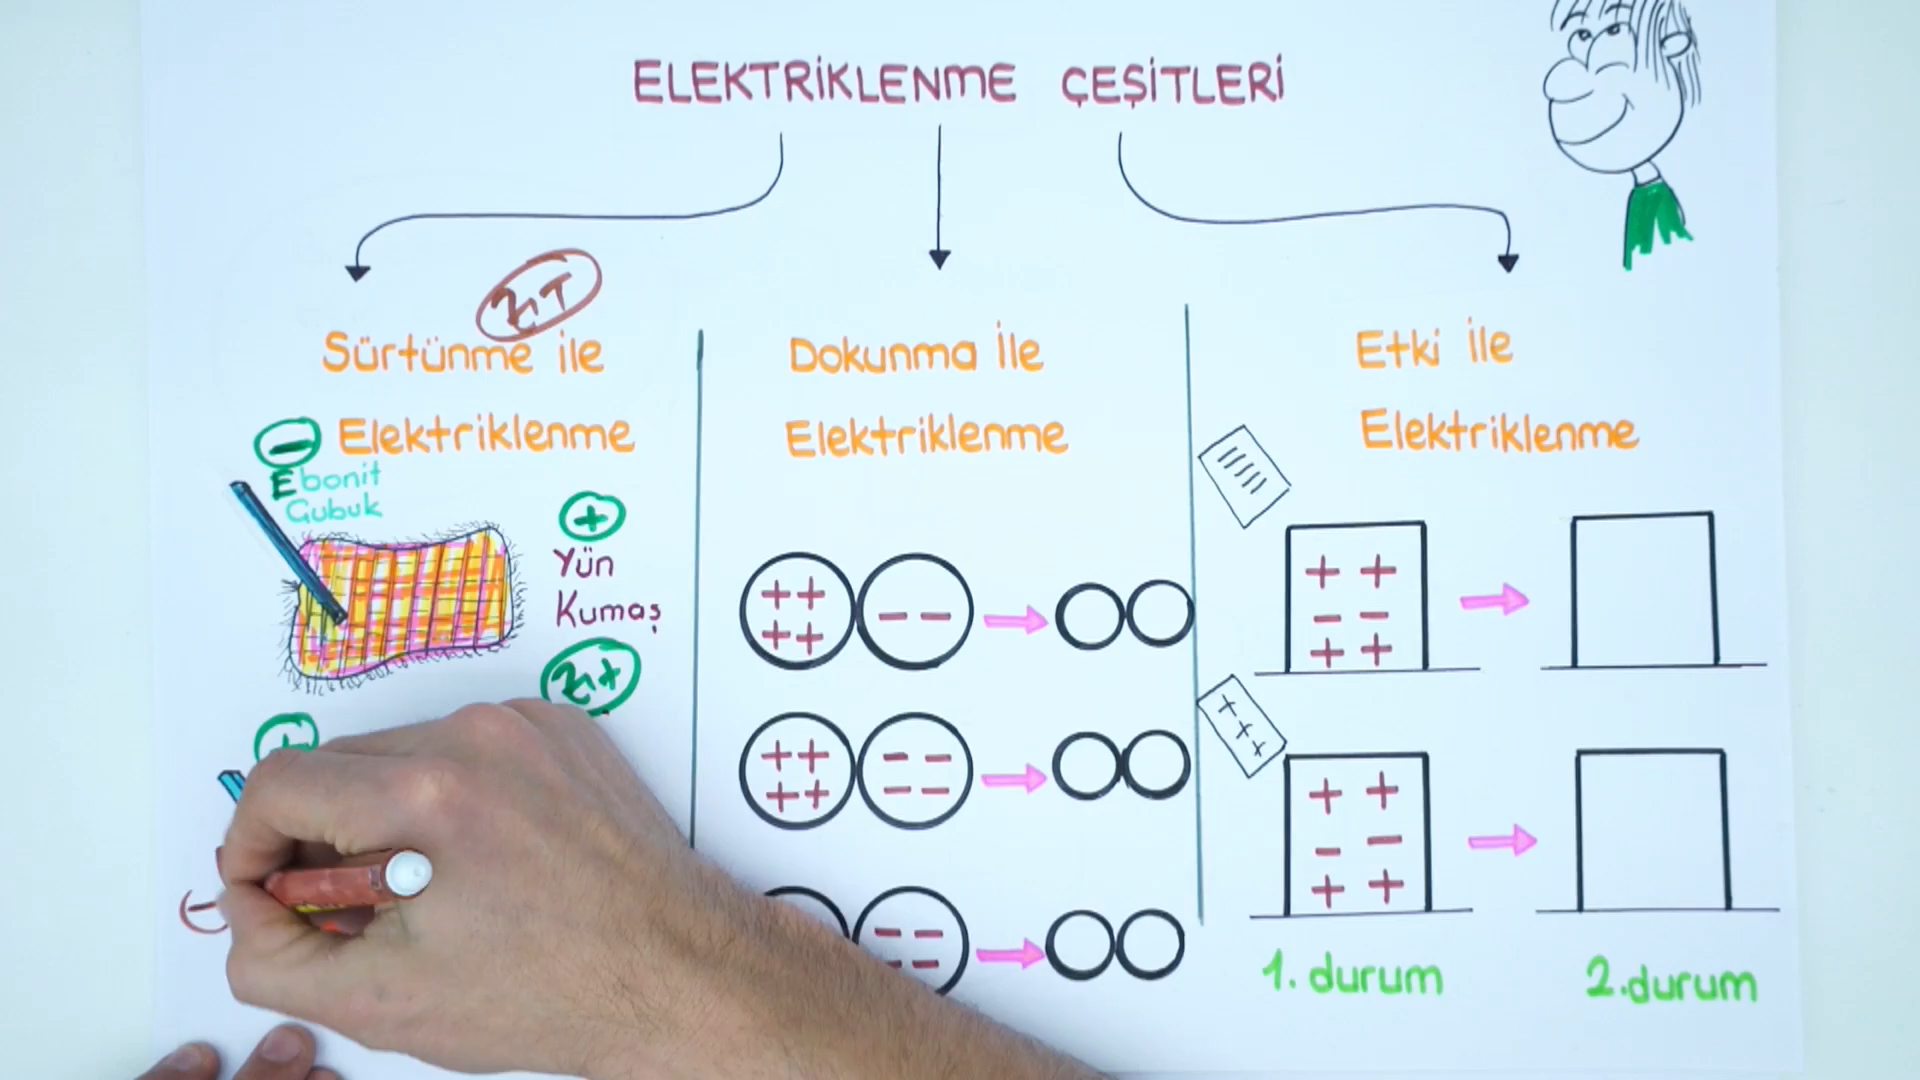 ELEKTRİKLENME ÇEŞİTLERİ
Zıt
Sürtünme ile
Elektriklenme
−
Ebonit
Çubuk
+
Yün
Kumaş
Zıt
+
−
Dokunma İle
Elektriklenme
+ +
+ +
− −
+ +
+ +
− −
− −
− −
− −
Etki ile
Elektriklenme
+ +
− −
+ +
+
+
+
+ +
− −
+ +
1. durum
2. durum